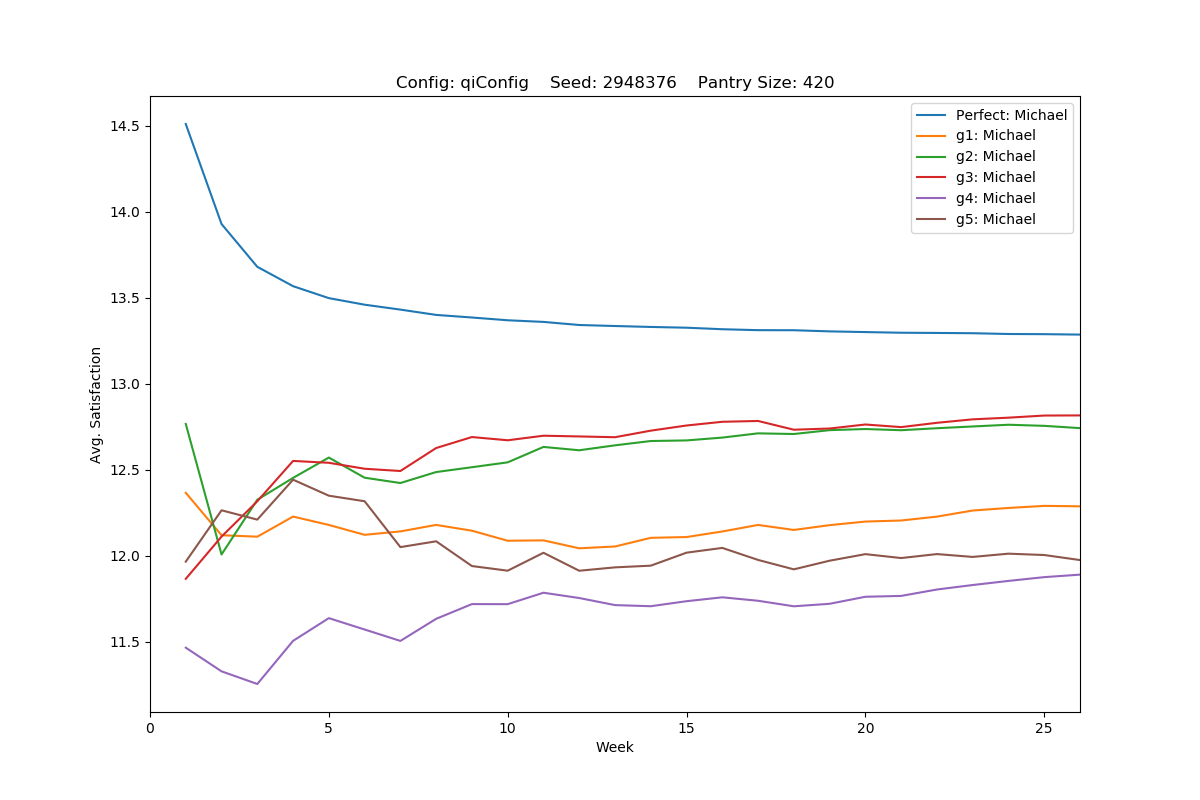 Config: qiConfig    Seed: 2948376    Pantry Size: 420
14.5
14.0
13.5
13.0
12.5
12.0
11.5
Avg. Satisfaction
Perfect: Michael
g1: Michael
g2: Michael
g3: Michael
g4: Michael
g5: Michael
0 5 10 15 20 25
Week